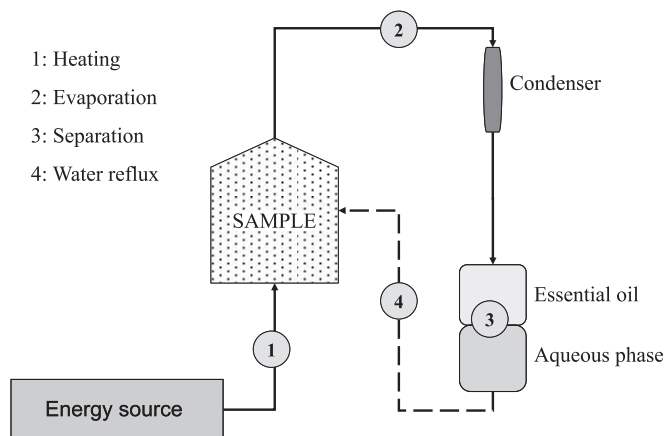 1: Heating
2: Evaporation
3: Separation
4: Water reflux
2
Condenser
SAMPLE
4
1
Essential oil
3
Aqueous phase
Energy source